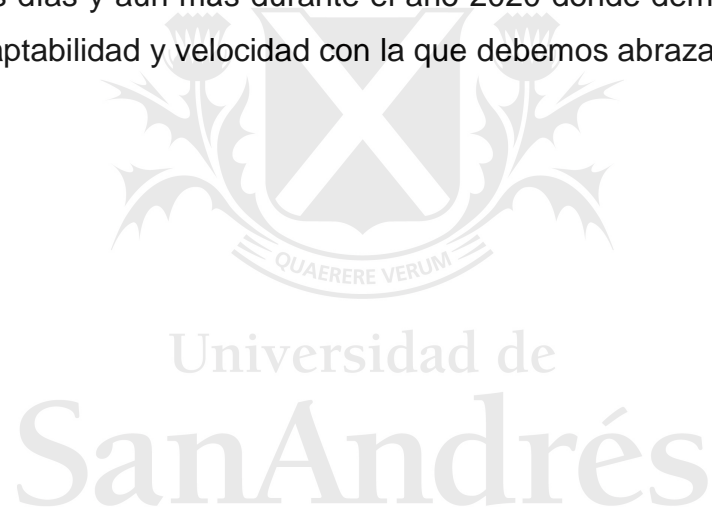 s días y aún más durante el año 2020 donde dem
aptabilidad y velocidad con la que debemos abraza
QUAERERE VERUM
Universidad de
SanAndrés